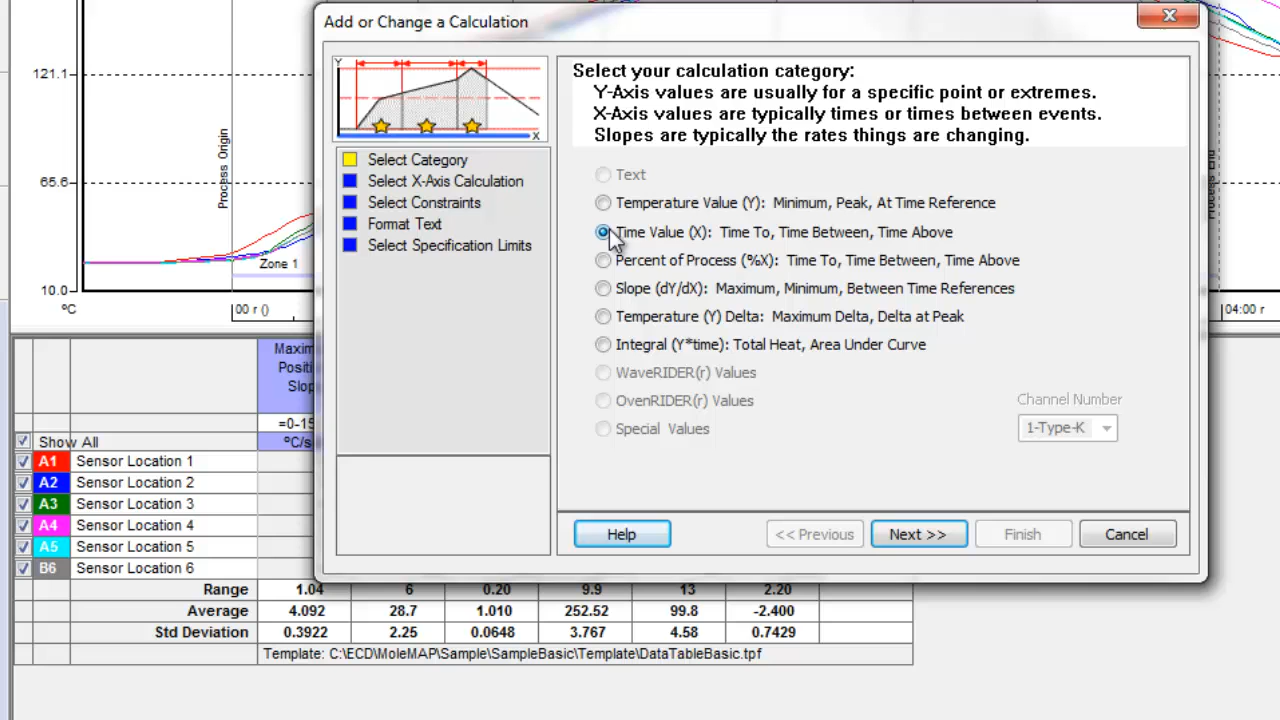 Add or Change a Calculation
121.1
65.6
10.0
ºC
Process Origin
Zone 1
00 r ()
Process End
04:00 r
Y
X
Select Category
Select X-Axis Calculation
Select Constraints
Format Text
Select Specification Limits
Select your calculation category:
Y-Axis values are usually for a specific point or extremes.
X-Axis values are typically times or times between events.
Slopes are typically the rates things are changing.
Text
Temperature Value (Y): Minimum, Peak, At Time Reference
Time Value (X): Time To, Time Between, Time Above
Percent of Process (%X): Time To, Time Between, Time Above
Slope (dY/dX): Maximum, Minimum, Between Time References
Temperature (Y) Delta: Maximum Delta, Delta at Peak
Integral (Y*time): Total Heat, Area Under Curve
WaveRIDER(r) Values
OvenRIDER(r) Values
Special Values
Channel Number
1-Type-K
Help
<< Previous
Next >>
Finish
Cancel
Maxim
Positi
Slop
=0-15
Show All
ºC/s
A1 Sensor Location 1
A2 Sensor Location 2
A3 Sensor Location 3
A4 Sensor Location 4
A5 Sensor Location 5
B6 Sensor Location 6
Range 1.04 6 0.20 9.9 13 2.20
Average 4.092 28.7 1.010 252.52 99.8 -2.400
Std Deviation 0.3922 2.25 0.0648 3.767 4.58 0.7429
Template: C:\ECD\MoleMAP\Sample\SampleBasic\Template\DataTableBasic.tpf